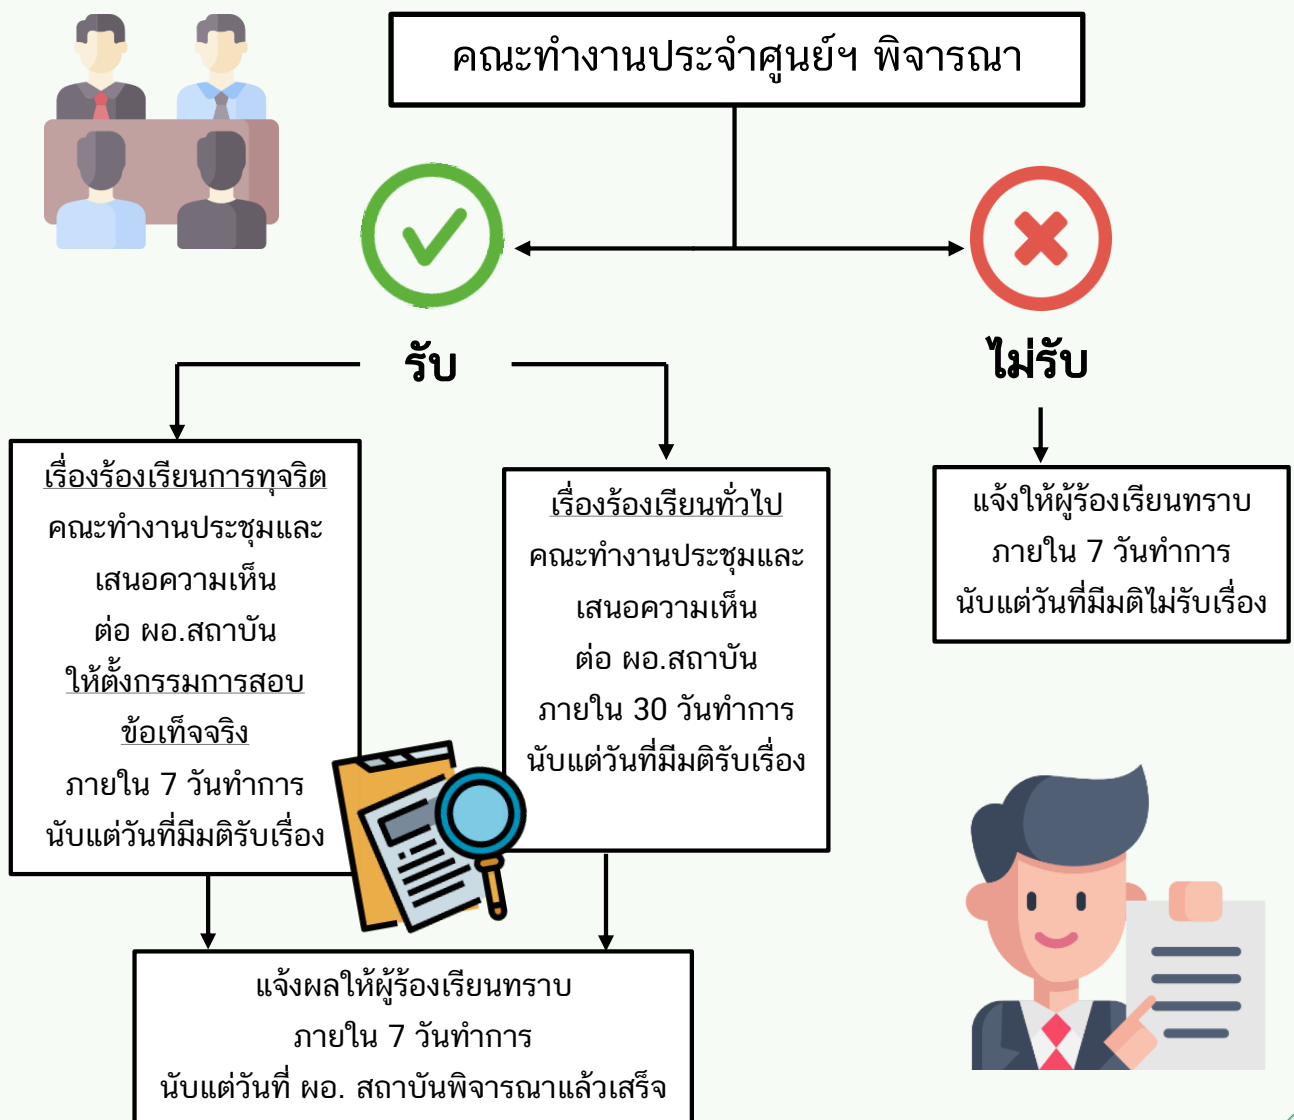 คณะทำงานประจำศูนย์ฯ พิจารณา
รับ
ไม่รับ
เรื่องร้องเรียนการทุจริต
คณะทำงานประชุมและ
เสนอความเห็น
ต่อ ผอ.สถาบัน
ให้ตั้งกรรมการสอบ
ข้อเท็จจริง
ภายใน 7 วันทำการ
นับแต่วันที่มีมติรับเรื่อง
เรื่องร้องเรียนทั่วไป
คณะทำงานประชุมและ
เสนอความเห็น
ต่อ ผอ.สถาบัน
ภายใน 30 วันทำการ
นับแต่วันที่มีมติรับเรื่อง
แจ้งให้ผู้ร้องเรียนทราบ
ภายใน 7 วันทำการ
นับแต่วันที่มีมติไม่รับเรื่อง
แจ้งผลให้ผู้ร้องเรียนทราบ
ภายใน 7 วันทำการ
นับแต่วันที่ ผอ. สถาบันพิจารณาแล้วเสร็จ